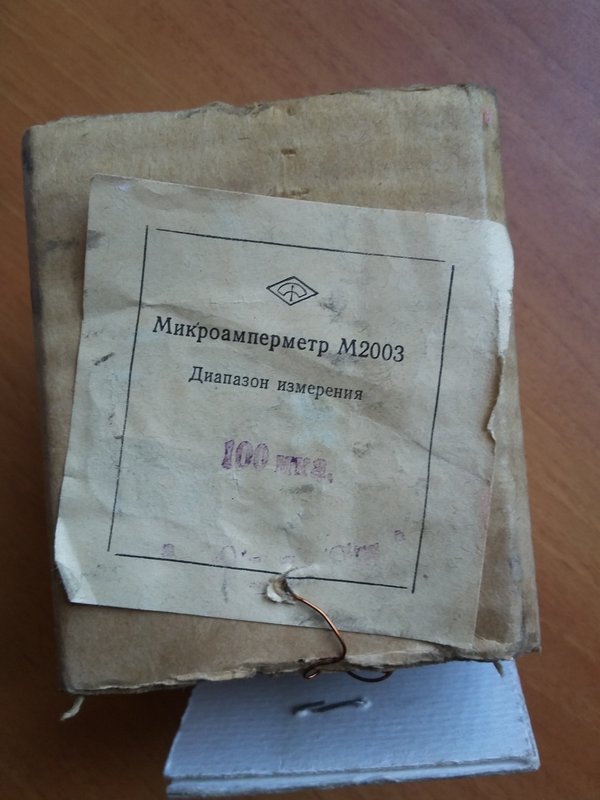 Микроамперметр М2003
Диапазон измерения
100 мка.